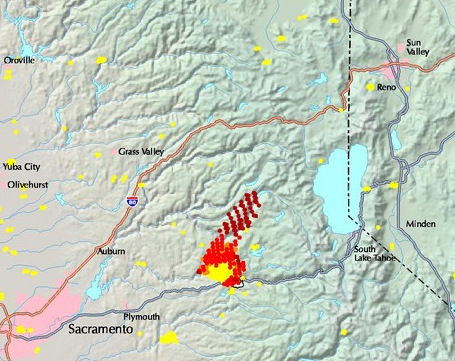 Oroville
Sun
Valley
Reno
Grass Valley
Yuba City
Olivehurst
80
Auburn
Minden
South
Lake Tahoe
Plymouth
Sacramento